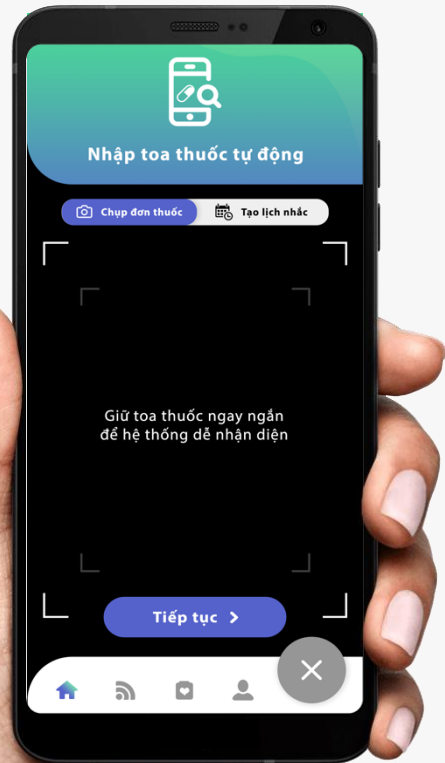 Nhập toa thuốc tự động
Chụp đơn thuốc
Tạo lịch nhắc
Giữ toa thuốc ngay ngắn
để hệ thống dễ nhận diện
Tiếp tục